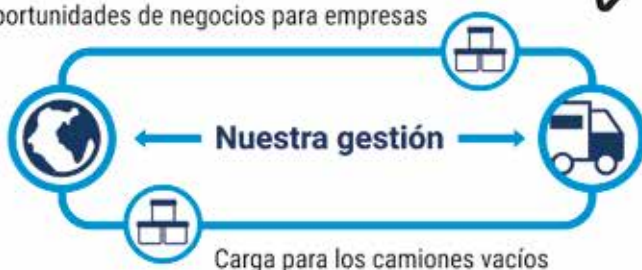 portunidades de negocios para empresas
Nuestra gestión
Carga para los camiones vacíos